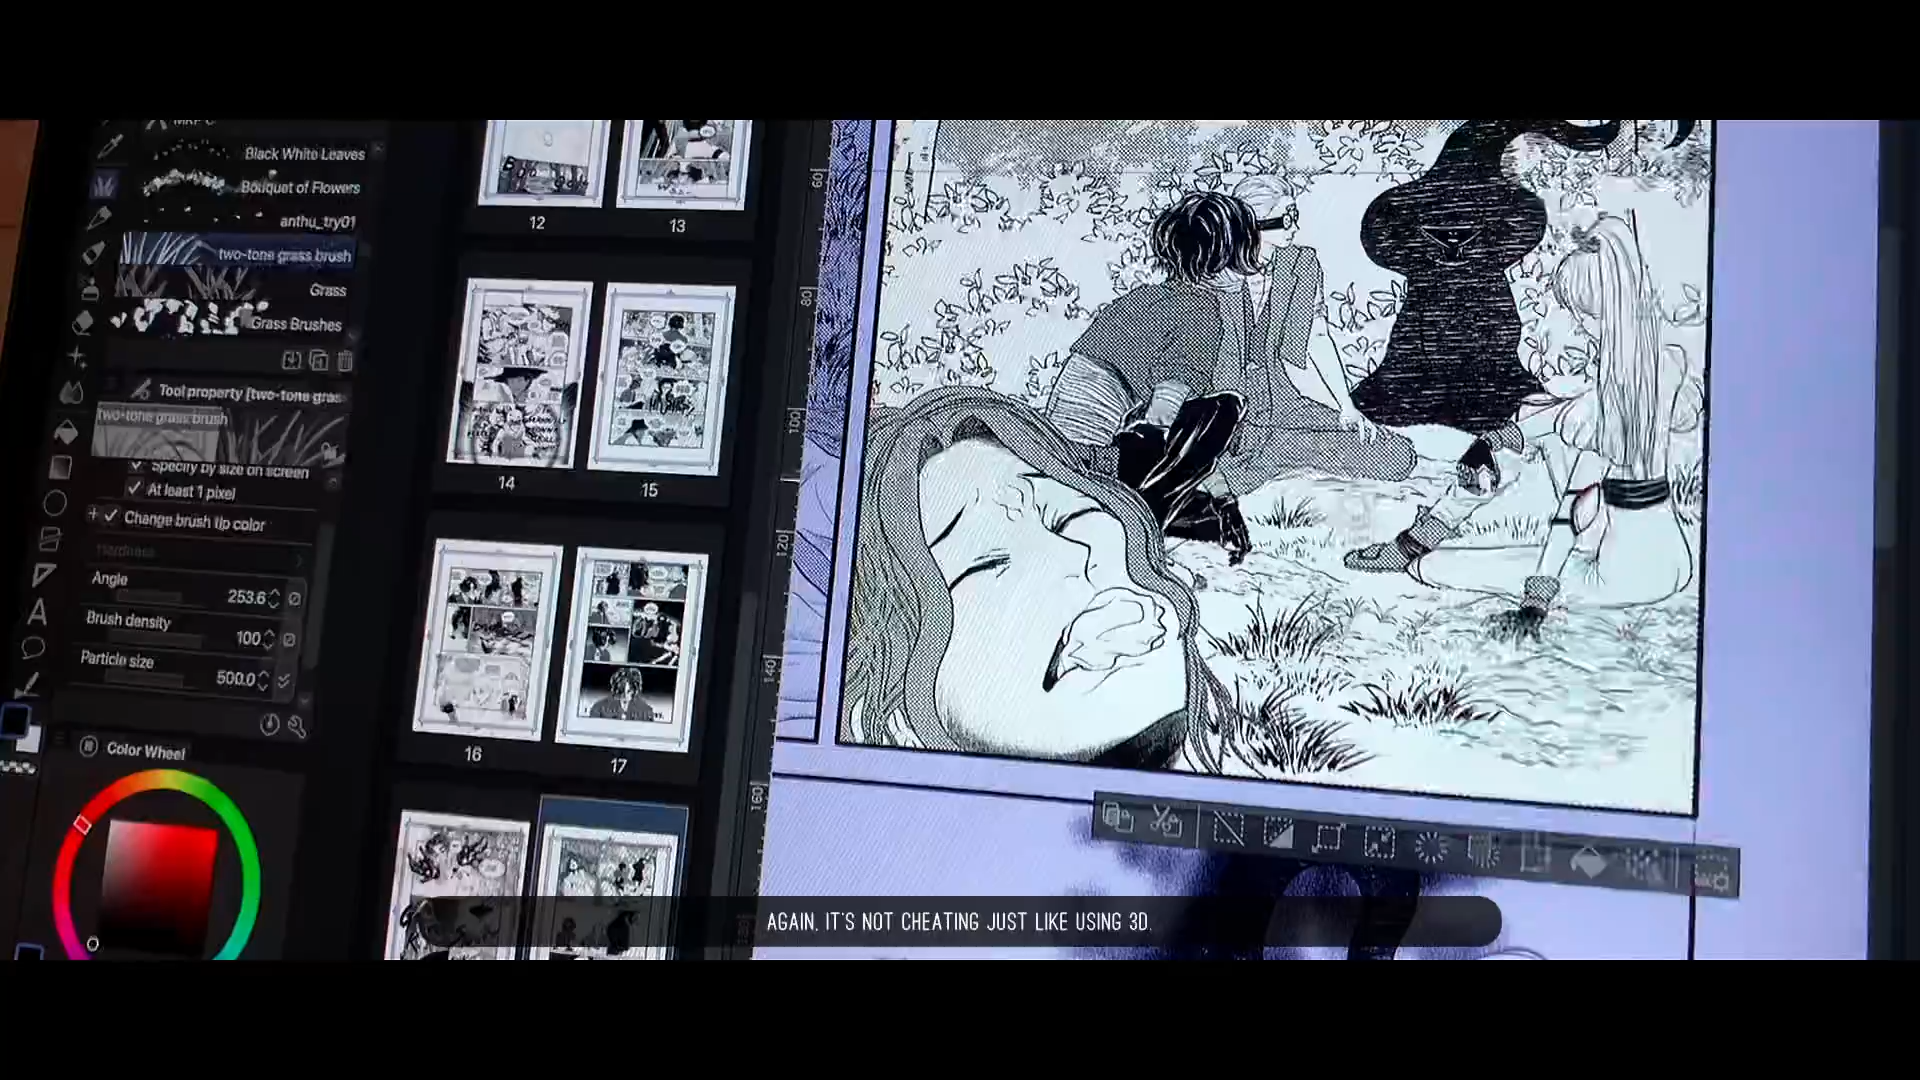 Black White Leaves
Bouquet of Flowers
anthu_try01
two-tone grass brush
Grass
Grass Brushes
Tool property [two-tone gras
two-tone grass brush
Specify by size on screen
At least 1 pixel
Change brush tip color
Hardness
Angle
253.6
Brush density
100
Particle size
500.0
Color Wheel
12
13
14
15
16
17
60
80
100
120
140
160
AGAIN, IT'S NOT CHEATING JUST LIKE USING 3D.